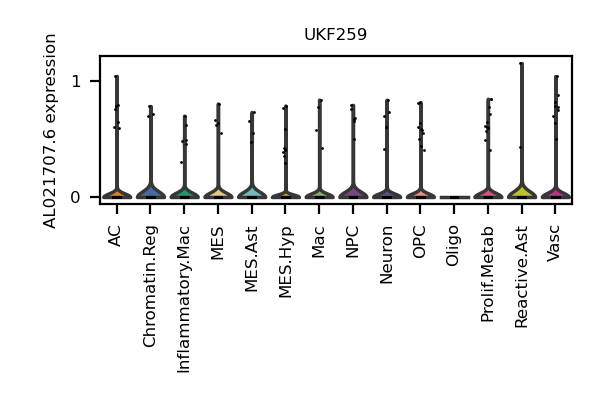 UKF259
AL021707.6 expression
1
0
AC
Chromatin.Reg
Inflammatory.Mac
MES
MES.Ast
MES.Hyp
Mac
NPC
Neuron
OPC
Oligo
Prolif.Metab
Reactive.Ast
Vasc